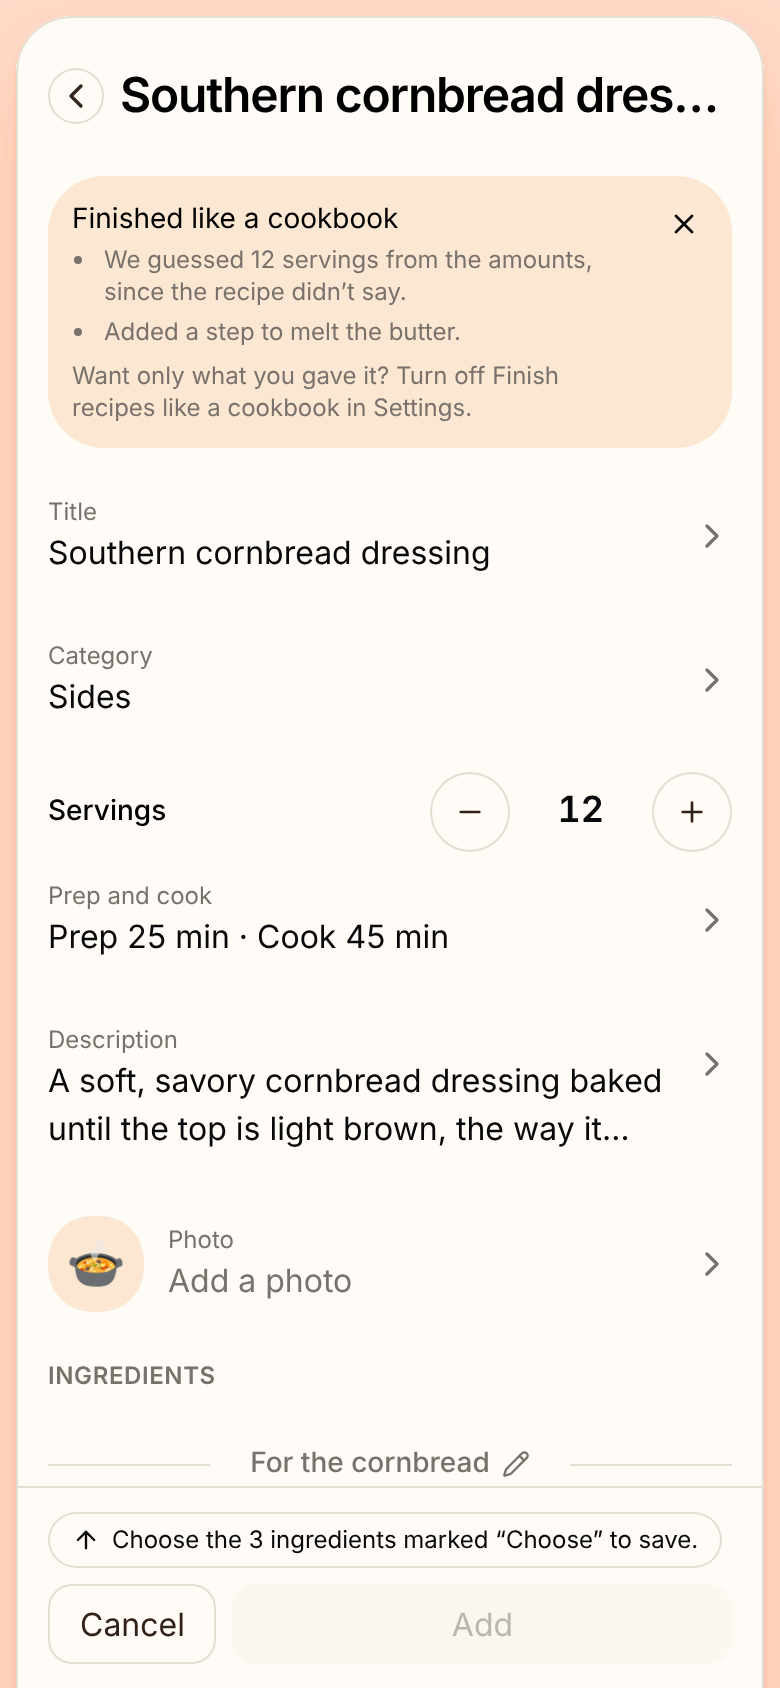 Southern cornbread dres...
Finished like a cookbook
• We guessed 12 servings from the amounts,
since the recipe didn’t say.
• Added a step to melt the butter.
Want only what you gave it? Turn off Finish
recipes like a cookbook in Settings.
Title
Southern cornbread dressing
Category
Sides
Servings
12
Prep and cook
Prep 25 min · Cook 45 min
Description
A soft, savory cornbread dressing baked
until the top is light brown, the way it...
Photo
Add a photo
INGREDIENTS
For the cornbread
Choose the 3 ingredients marked “Choose” to save.
Cancel
Add